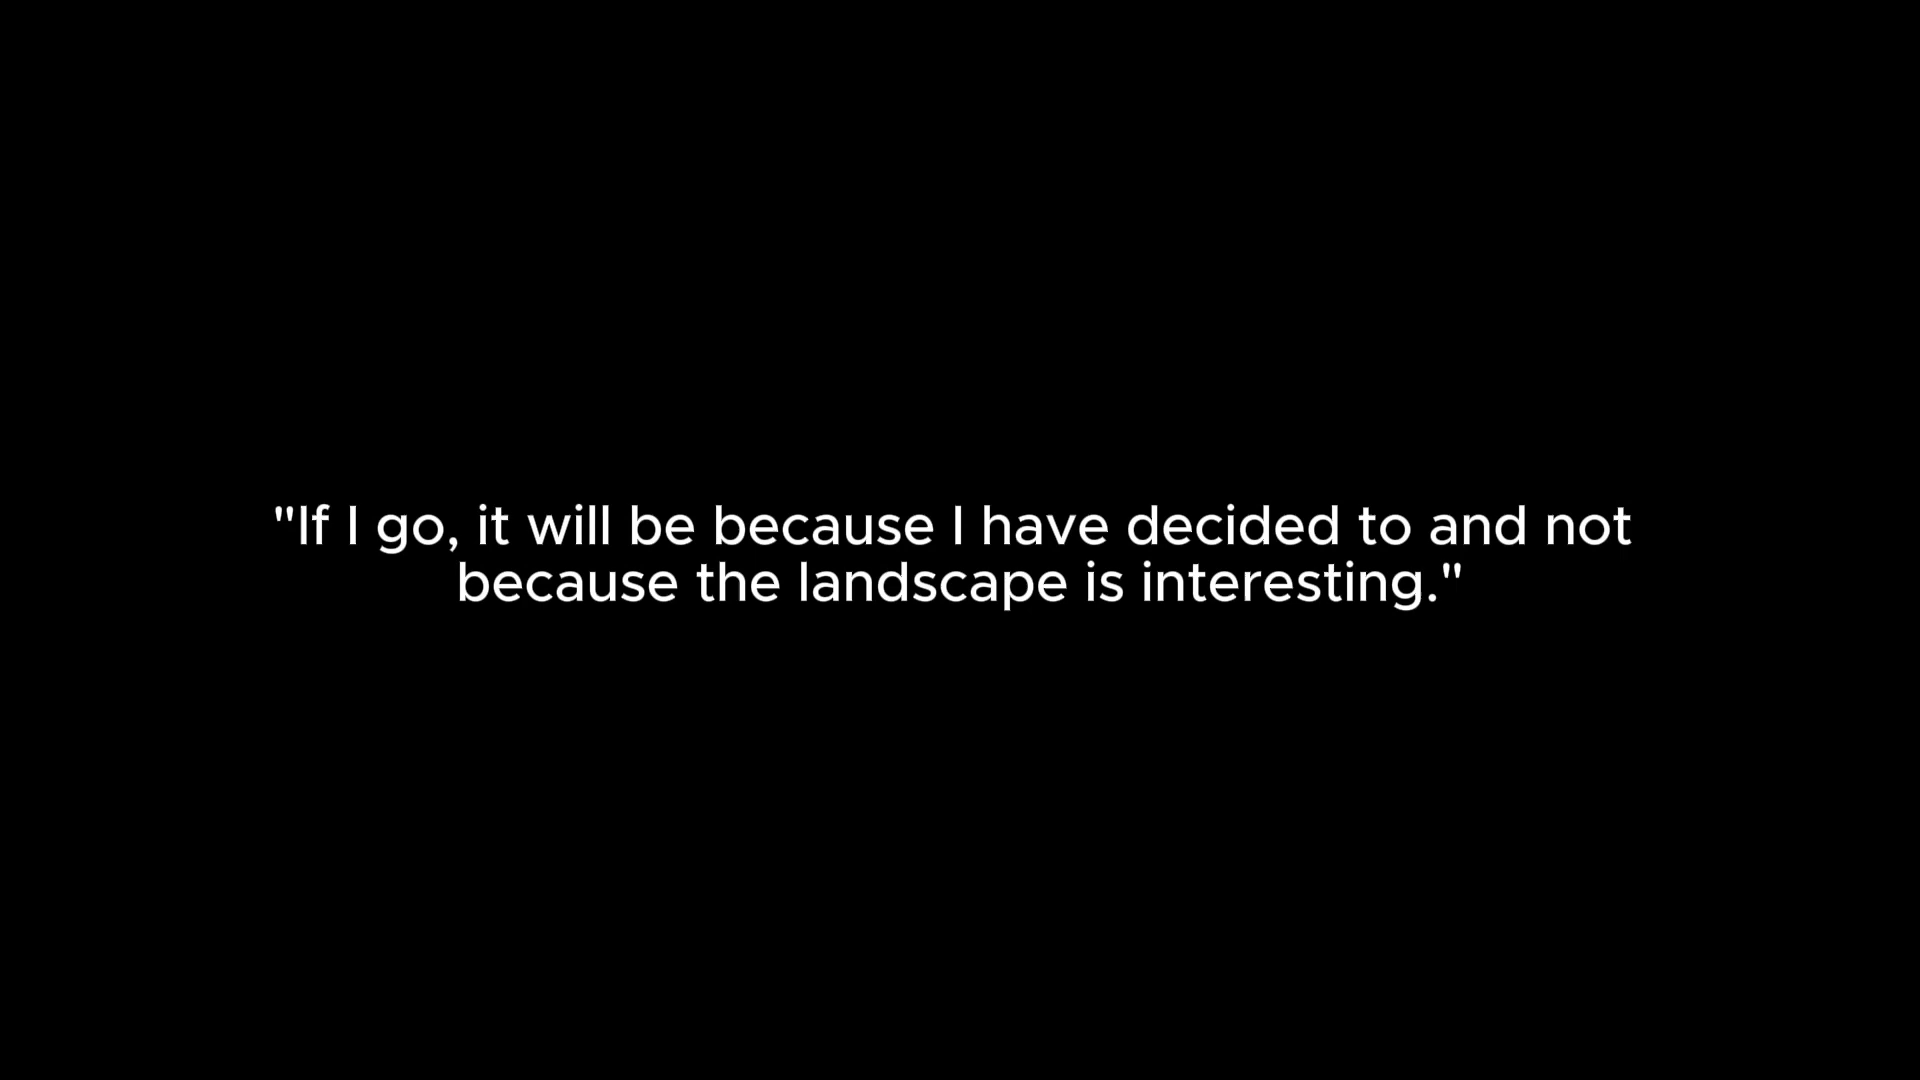 "If I go, it will be because I have decided to and not
because the landscape is interesting."